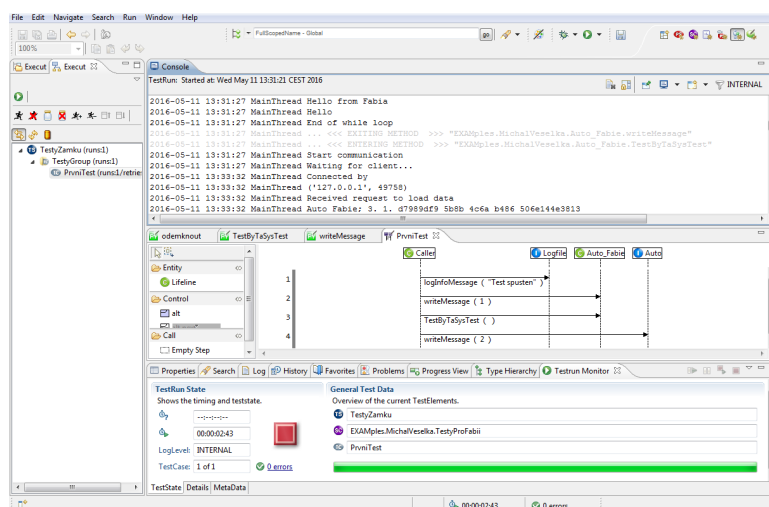 File Edit Navigate Search Run Window Help
FullScopedName - Global
go
100%
Execut Execut Console
TestRun: Started at: Wed May 11 13:31:21 CEST 2016
INTERNAL
2016-05-11 13:31:27 MainThread Hello from Fabia
2016-05-11 13:31:27 MainThread Hello
2016-05-11 13:31:27 MainThread End of while loop
2016-05-11 13:31:27 MainThread ... <<< EXITING METHOD >>> "EXAMples.MichalVeselka.Auto_Fabie.writeMessage"
2016-05-11 13:31:27 MainThread ... <<< ENTERING METHOD >>> "EXAMples.MichalVeselka.Auto_Fabie.TestByTaSysTest"
2016-05-11 13:31:27 MainThread Start communication
2016-05-11 13:31:27 MainThread Waiting for client...
2016-05-11 13:33:32 MainThread Connected by
2016-05-11 13:33:32 MainThread ('127.0.0.1', 49758)
2016-05-11 13:33:32 MainThread Received request to load data
2016-05-11 13:33:32 MainThread Auto Fabie; 3. 1. d7989df9 5b8b 4c6a b486 506e144e3813
TestyZamku (runs:1)
TestyGroup (runs:1)
PrvniTest (runs:1/retrie
odemknout TestByTaSysTest writeMessage PrvniTest
Entity
Lifeline
Control
alt
Call
Empty Step
Caller Logfile Auto_Fabie Auto
1 logInfoMessage ( "Test spusten" )
2 writeMessage ( 1 )
3 TestByTaSysTest ( )
4 writeMessage ( 2 )
Properties Search Log History Favorites Problems Progress View Type Hierarchy Testrun Monitor
TestRun State
Shows the timing and teststate.
--:--:--:--
00:00:02:43
LogLevel: INTERNAL
TestCase: 1 of 1 0 errors
General Test Data
Overview of the current TestElements.
TestyZamku
EXAMples.MichalVeselka.TestyProFabii
PrvniTest
TestState Details MetaData
00:00:02:43 0 errors